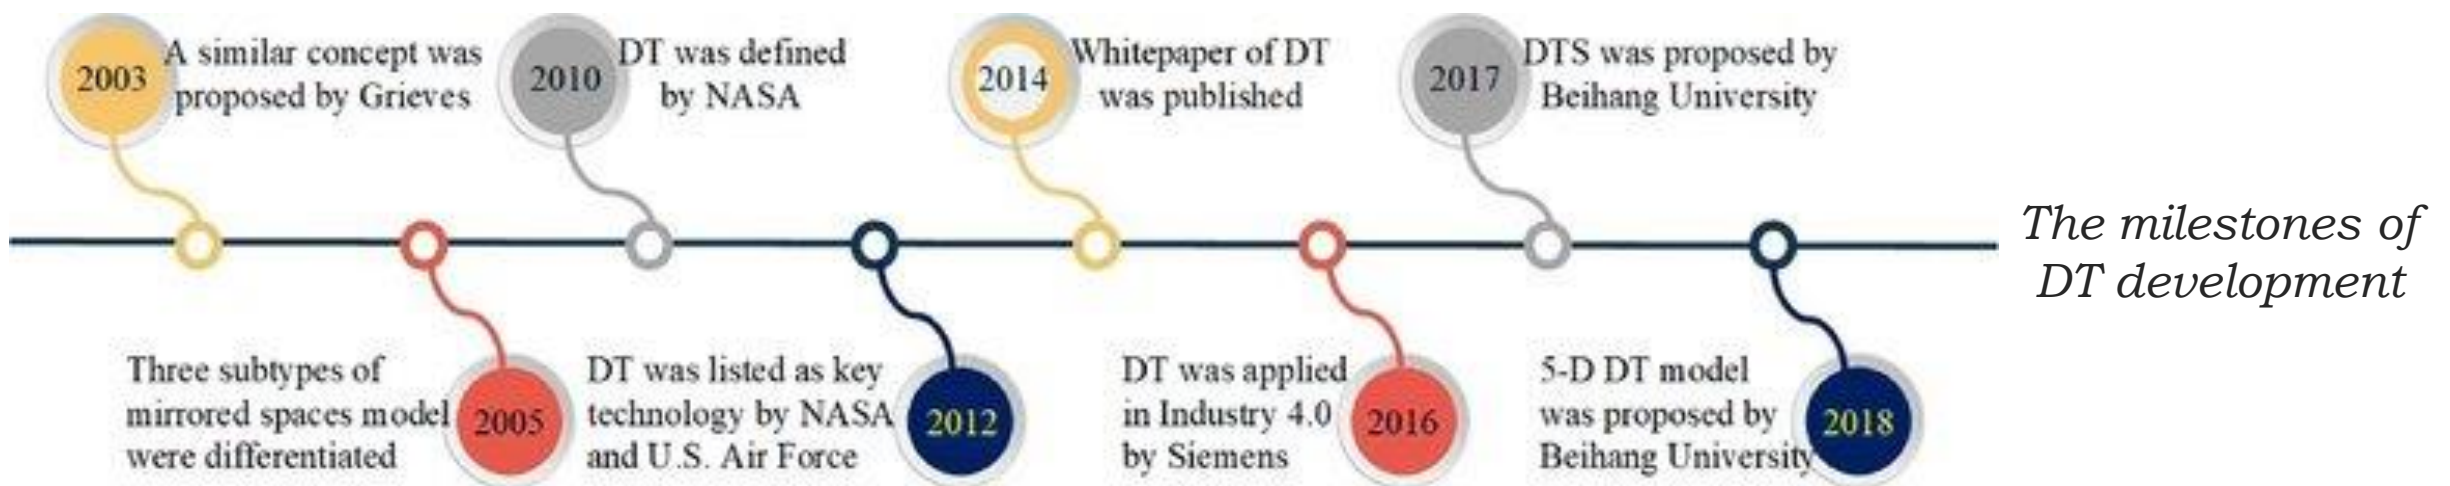 2003
A similar concept was
proposed by Grieves
2010
DT was defined
by NASA
2014
Whitepaper of DT
was published
2017
DTS was proposed by
Beihang University
The milestones of
DT development
Three subtypes of
mirrored spaces model
were differentiated
2005
DT was listed as key
technology by NASA
and U.S. Air Force
2012
DT was applied
in Industry 4.0
by Siemens
2016
5-D DT model
was proposed by
Beihang University
2018